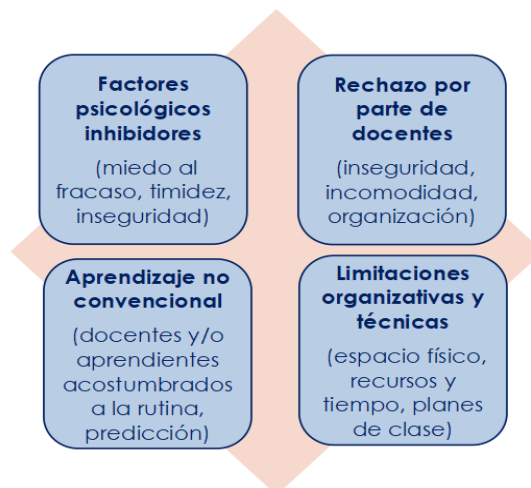 Factores
psicológicos
inhibidores
(miedo al
fracaso, timidez,
inseguridad)
Rechazo por
parte de
docentes
(inseguridad,
incomodidad,
organización)
Aprendizaje no
convencional
(docentes y/o
aprendientes
acostumbrados
a la rutina,
predicción)
Limitaciones
organizativas y
técnicas
(espacio físico,
recursos y
tiempo, planes
de clase)